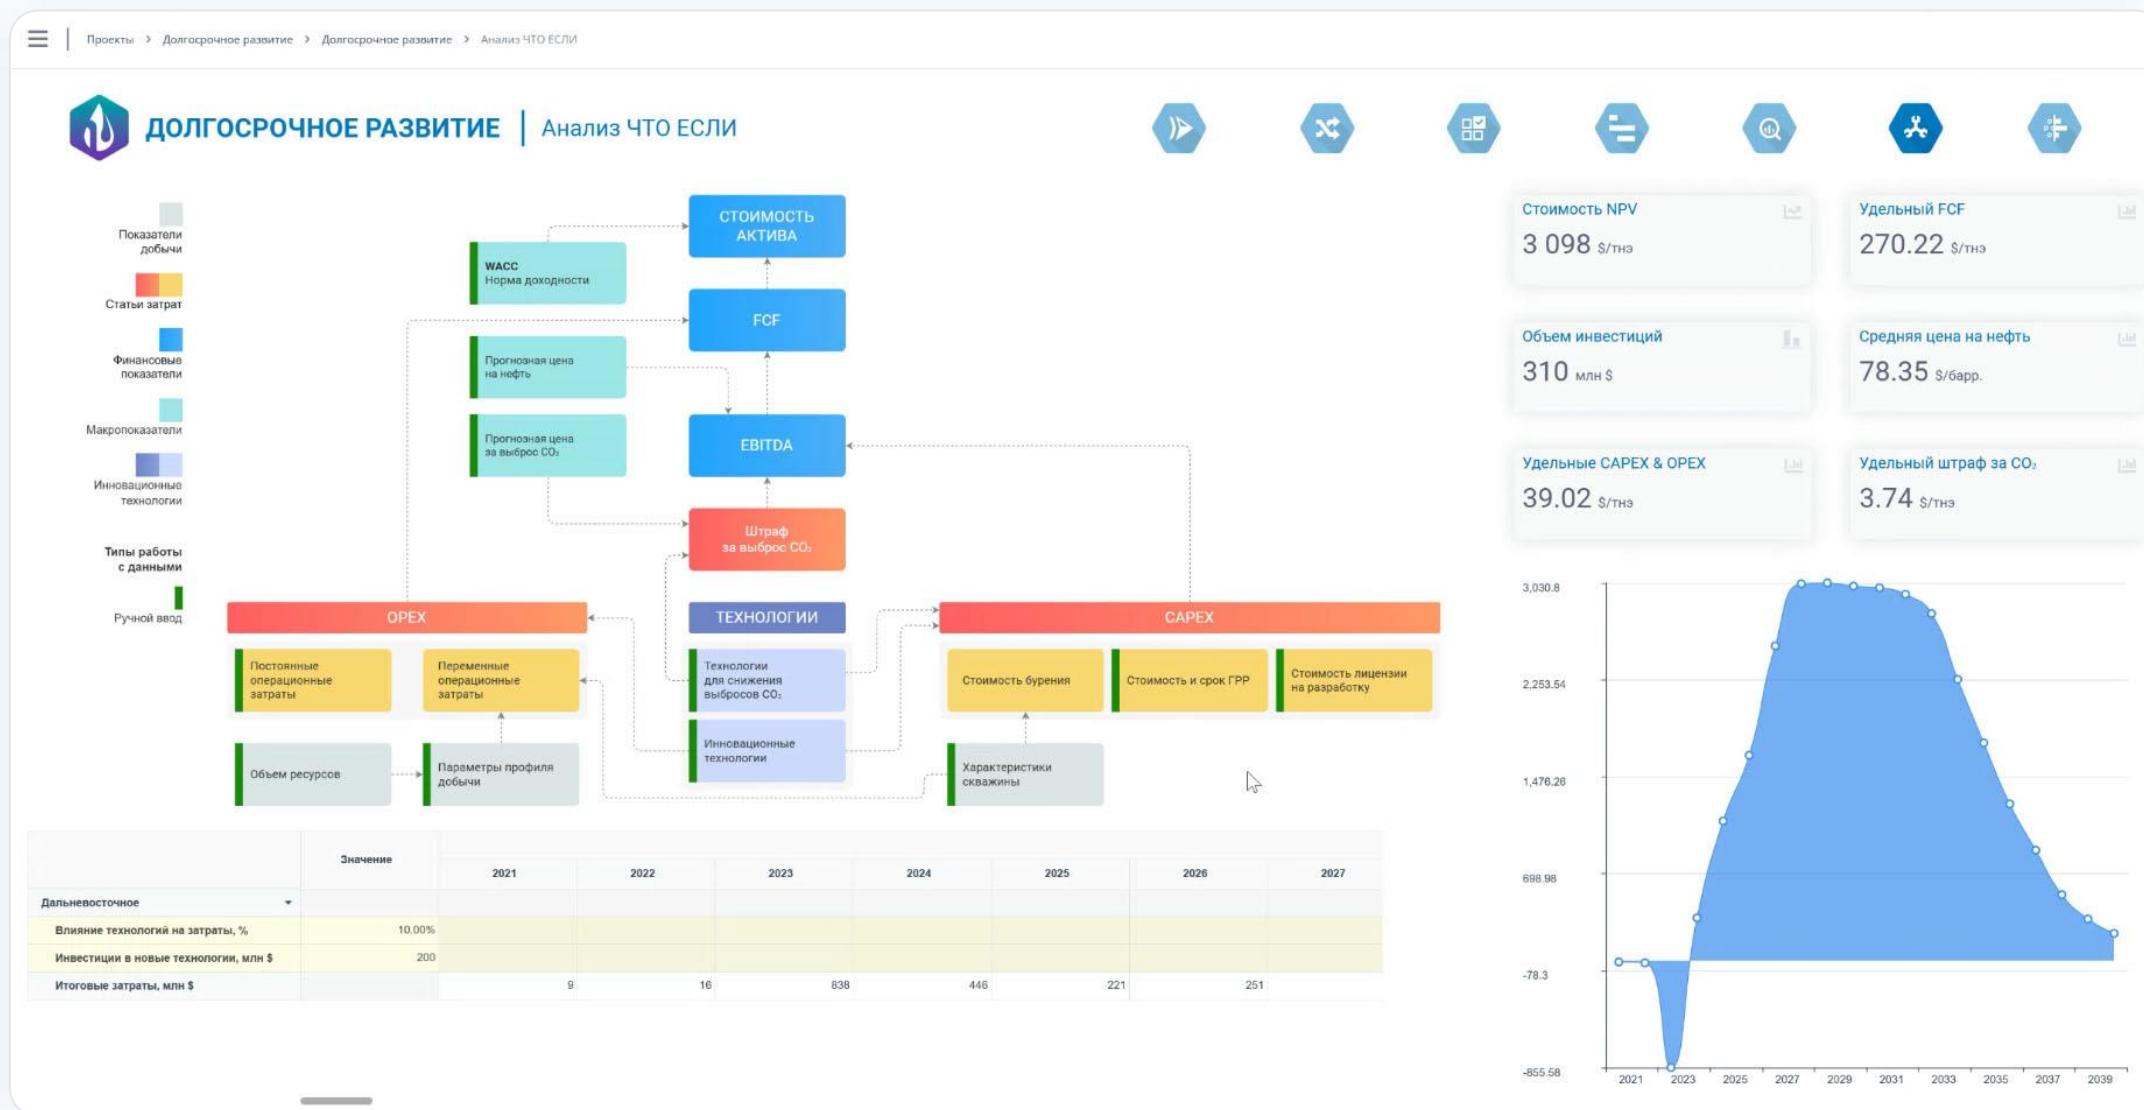 Проекты > Долгосрочное развитие > Долгосрочное развитие > Анализ ЧТО ЕСЛИ
ДОЛГОСРОЧНОЕ РАЗВИТИЕ | Анализ ЧТО ЕСЛИ
Показатели
добычи
Статьи затрат
Финансовые
показатели
Макропоказатели
Инновационные
технологии
Типы работы
с данными
Ручной ввод
СТОИМОСТЬ
АКТИВА
WACC
Норма доходности
FCF
Прогнозная цена
на нефть
Прогнозная цена
за выброс CO₂
EBITDA
Штраф
за выброс CO₂
OPEX
ТЕХНОЛОГИИ
CAPEX
Постоянные
операционные
затраты
Переменные
операционные
затраты
Технологии
для снижения
выбросов CO₂
Стоимость бурения
Стоимость и срок ГРР
Стоимость лицензии
на разработку
Объем ресурсов
Параметры профиля
добычи
Инновационные
технологии
Характеристики
скважины
Стоимость NPV
3 098 $/тнэ
Удельный FCF
270.22 $/тнэ
Объем инвестиций
310 млн $
Средняя цена на нефть
78.35 $/барр.
Удельные CAPEX & OPEX
39.02 $/тнэ
Удельный штраф за CO₂
3.74 $/тнэ
3,030.8
2,253.54
1,476.26
698.98
-78.3
-855.58
2021 2023 2025 2027 2029 2031 2033 2035 2037 2039
Значение
2021 2022 2023 2024 2025 2026 2027
Дальневосточное
Влияние технологий на затраты, % 10.00%
Инвестиции в новые технологии, млн $ 200
Итоговые затраты, млн $ 9 16 838 446 221 251